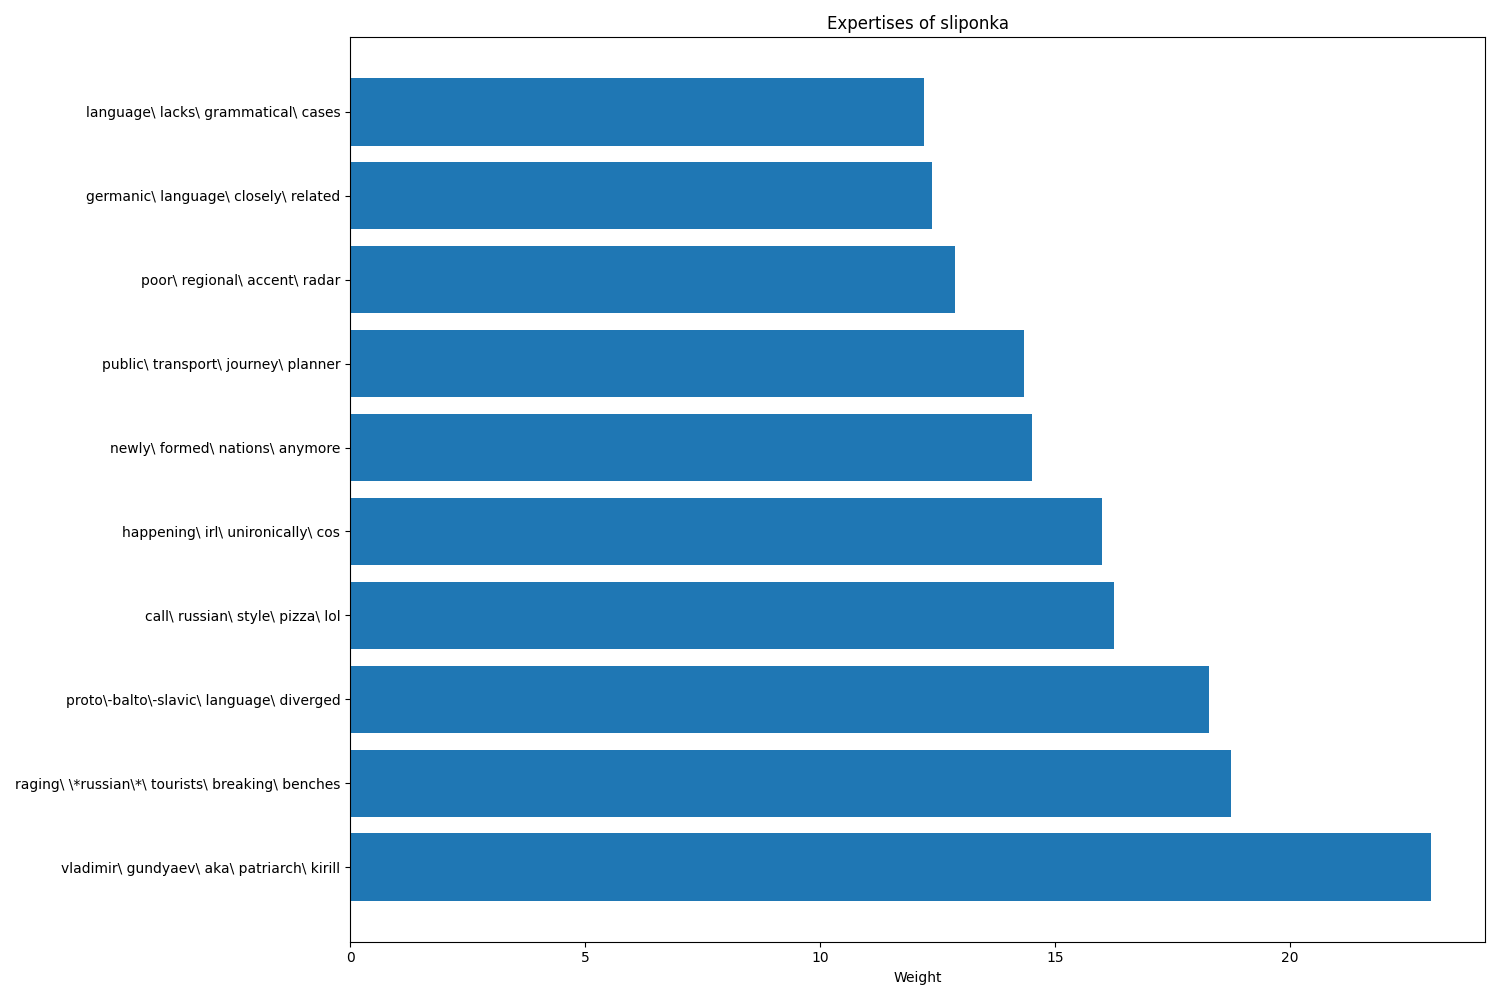 Expertises of sliponka
language\ lacks\ grammatical\ cases
germanic\ language\ closely\ related
poor\ regional\ accent\ radar
public\ transport\ journey\ planner
newly\ formed\ nations\ anymore
happening\ irl\ unironically\ cos
call\ russian\ style\ pizza\ lol
proto\-balto\-slavic\ language\ diverged
raging\ \*russian\*\ tourists\ breaking\ benches
vladimir\ gundyaev\ aka\ patriarch\ kirill
0 5 10 15 20
Weight